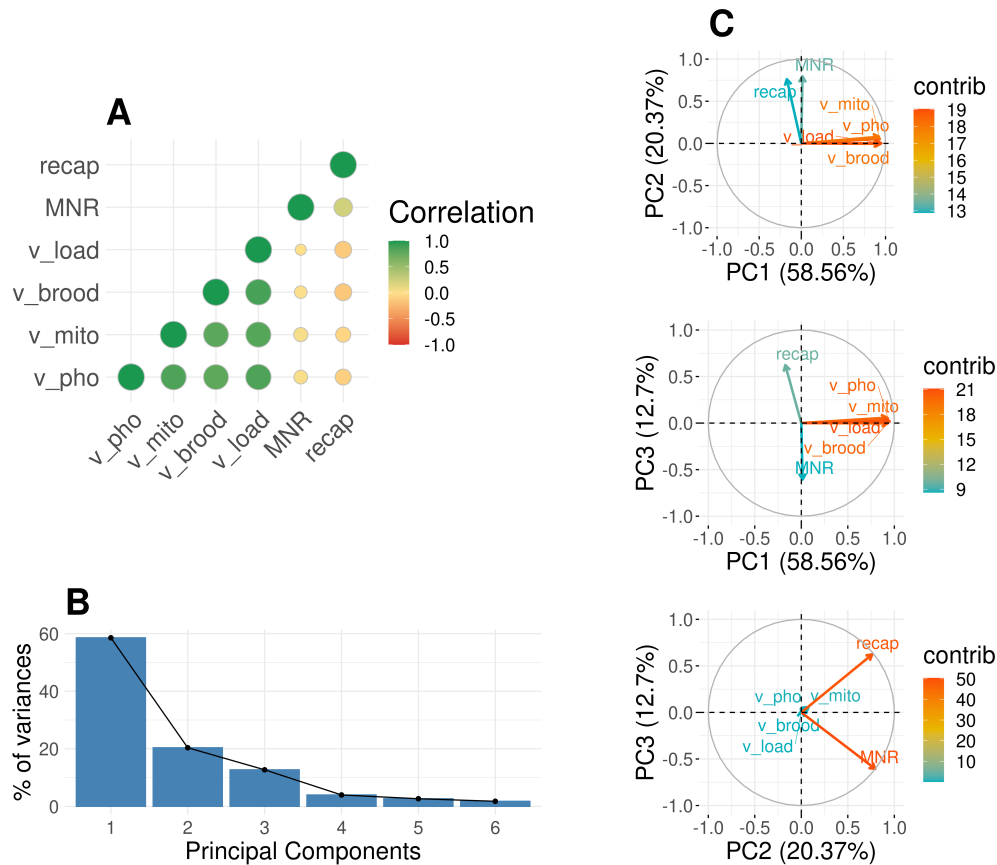 A
recap
MNR
v_load
v_brood
v_mito
v_pho
v_pho
v_mito
v_brood
v_load
MNR
recap
Correlation
1.0
0.5
0.0
-0.5
-1.0
B
% of variances
60
40
20
0
1 2 3 4 5 6
Principal Components
C
PC2 (20.37%)
1.0
0.5
0.0
-0.5
-1.0
MNR
recap
v_mito
v_pho
v_load
v_brood
-1.0 -0.5 0.0 0.5 1.0
PC1 (58.56%)
contrib
19
18
17
16
15
14
13
PC3 (12.7%)
1.0
0.5
0.0
-0.5
-1.0
recap
v_pho
v_mito
v_load
v_brood
MNR
-1.0 -0.5 0.0 0.5 1.0
PC1 (58.56%)
contrib
21
18
15
12
9
PC3 (12.7%)
1.0
0.5
0.0
-0.5
-1.0
recap
v_pho v_mito
v_brood
v_load
MNR
-1.0 -0.5 0.0 0.5 1.0
PC2 (20.37%)
contrib
50
40
30
20
10